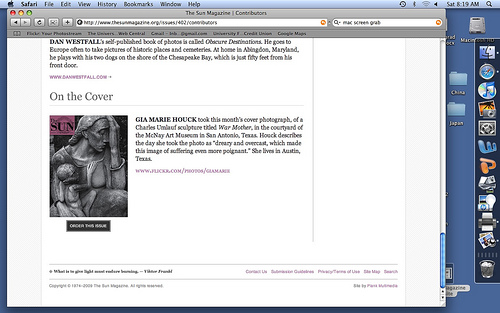 Safari File Edit View History Bookmarks Window Help
Sat 8:19 AM
The Sun Magazine | Contributors
http://www.thesunmagazine.org/issues/402/contributors
mac screen grab
Flickr: Your Photostream The Univers.. Web Central Gmail - Inb..@gmail.com University F.. Credit Union Google Maps
DAN WESTFALL's self-published book of photos is called Obscure Destinations. He goes to
Europe often to take pictures of historic places and cemeteries. At home in Abingdon, Maryland,
he plays with his two dogs on the shore of the Chesapeake Bay, which is just fifty feet from his
front door.
WWW.DANWESTFALL.COM
On the Cover
SUN
GIA MARIE HOUCK took this month's cover photograph, of a
Charles Umlauf sculpture titled War Mother, in the courtyard of
the McNay Art Museum in San Antonio, Texas. Houck describes
the day she took the photo as "dreary and overcast, which made
this image of suffering even more poignant." She lives in Austin,
Texas.
WWW.FLICKR.COM/PHOTOS/GIAMARIE
ORDER THIS ISSUE
What is to give light must endure burning. — Viktor Frankl
Contact Us Submission Guidelines Privacy/Terms of Use Site Map Search
Copyright © 1974–2009 The Sun Magazine. All rights reserved.
Site by Flank Multimedia
China
Japan